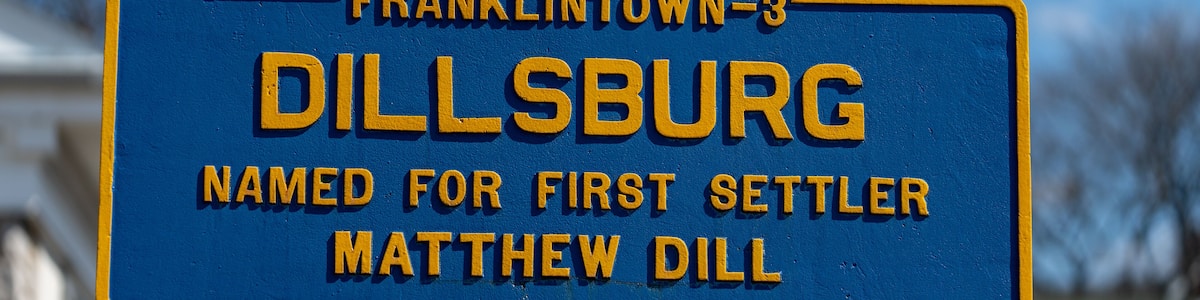 FRANKLINTOWN-3
DILLSBURG
NAMED FOR FIRST SETTLER
MATTHEW DILL